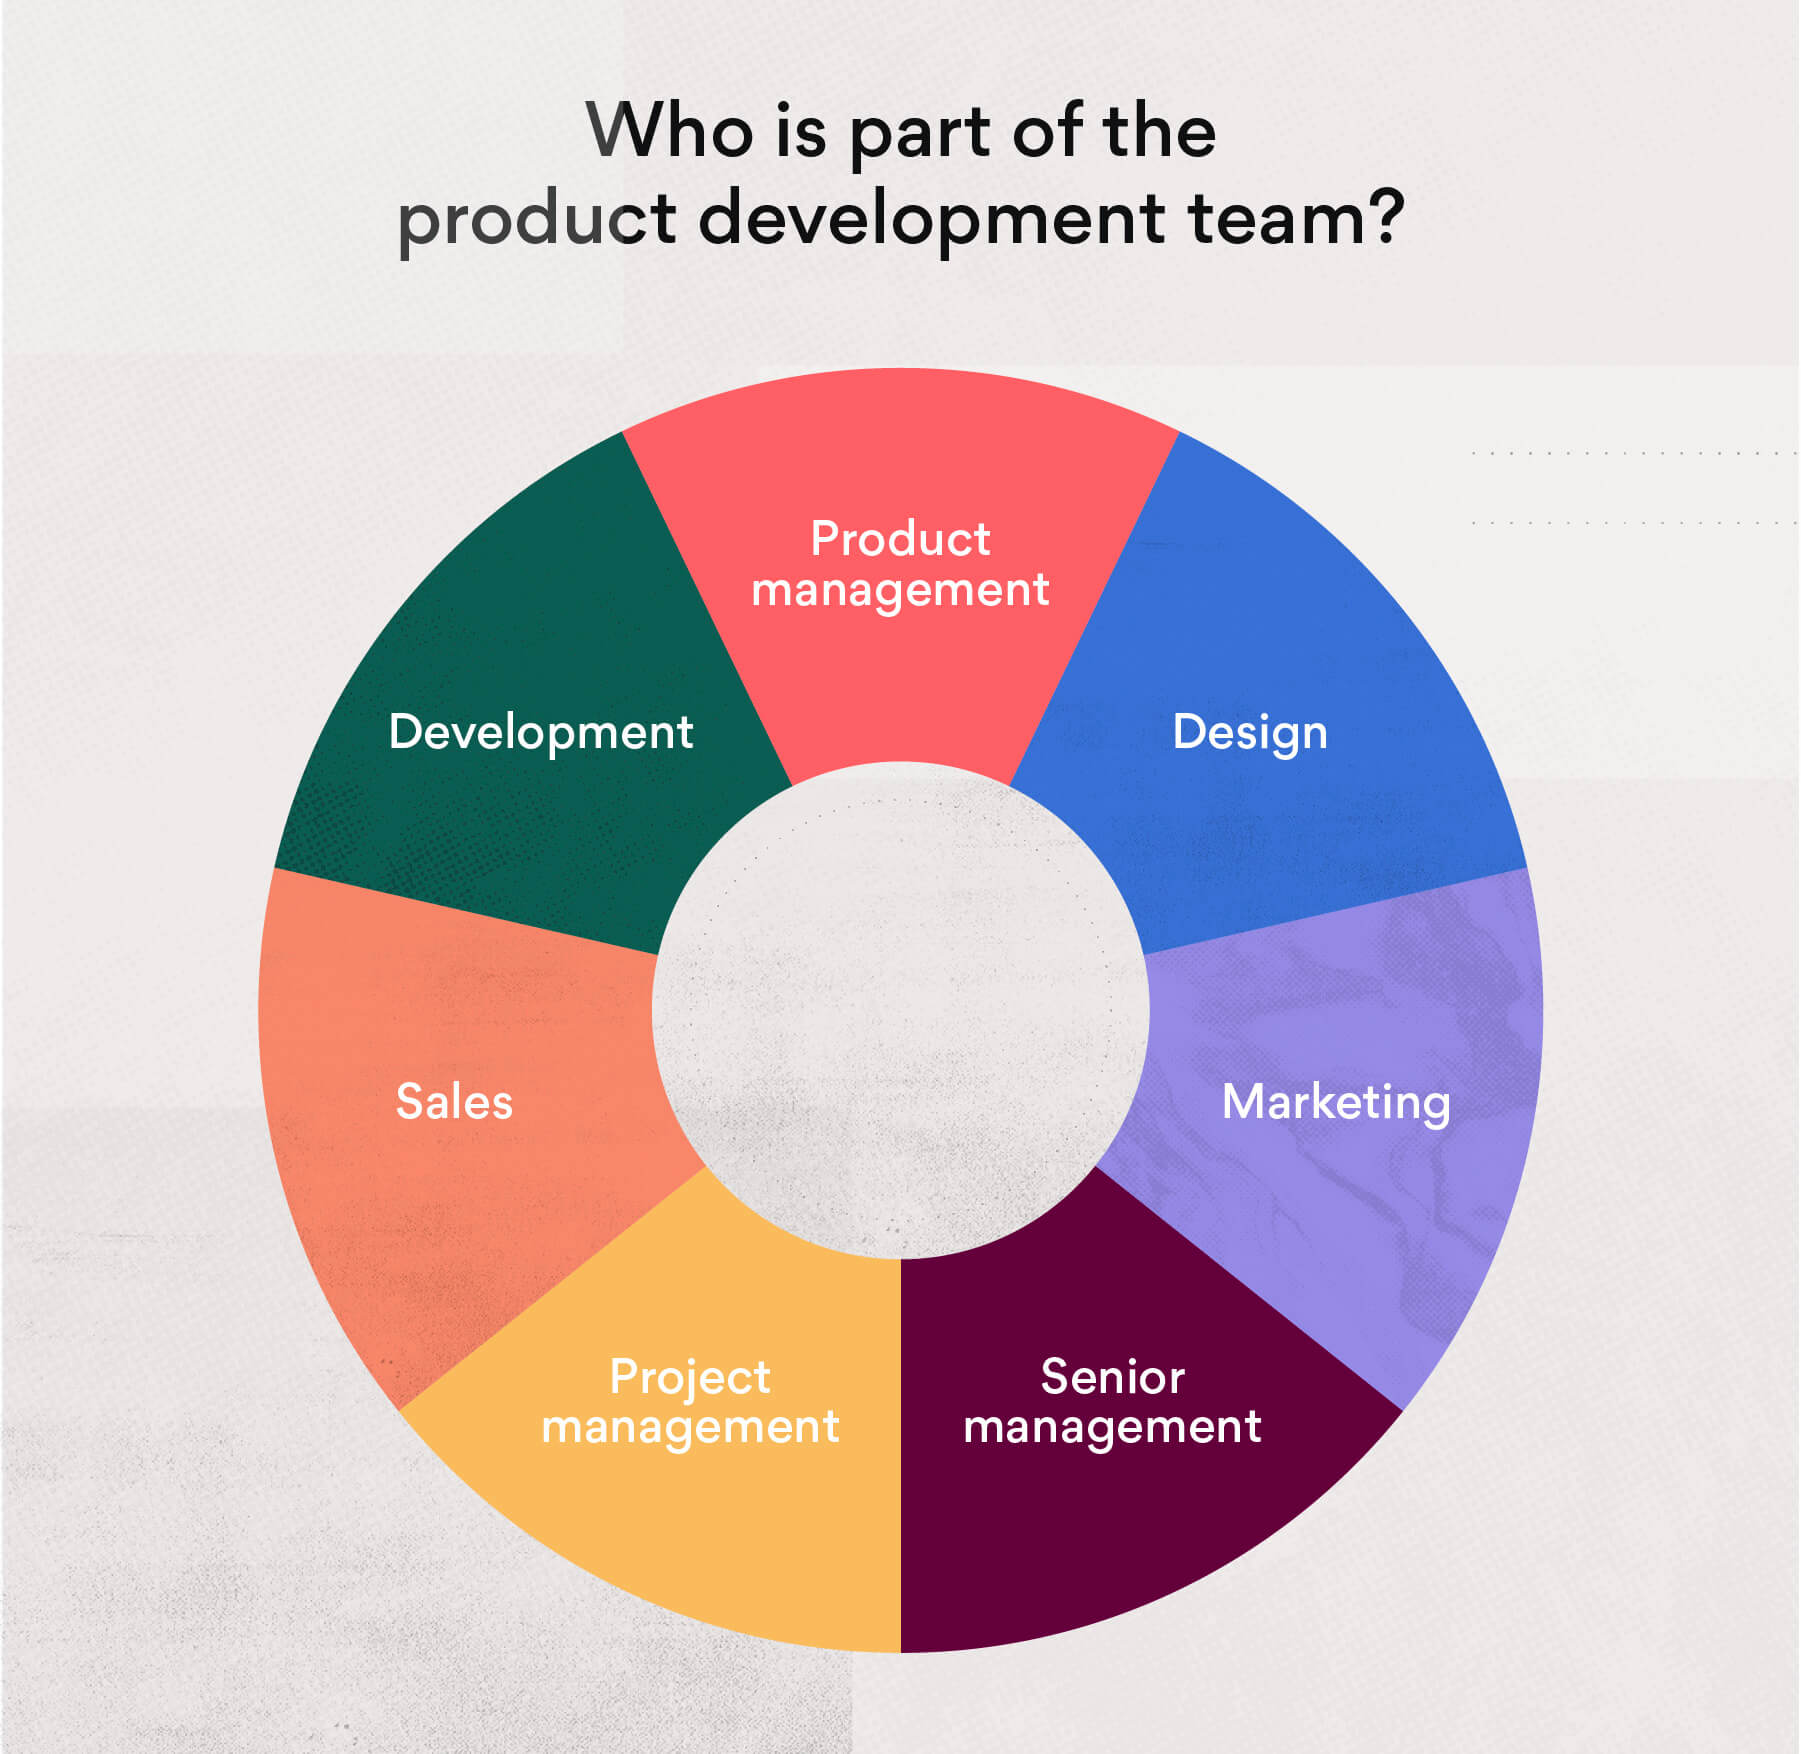 Who is part of the
product development team?
Product
management
Development
Design
Sales
Marketing
Project
management
Senior
management